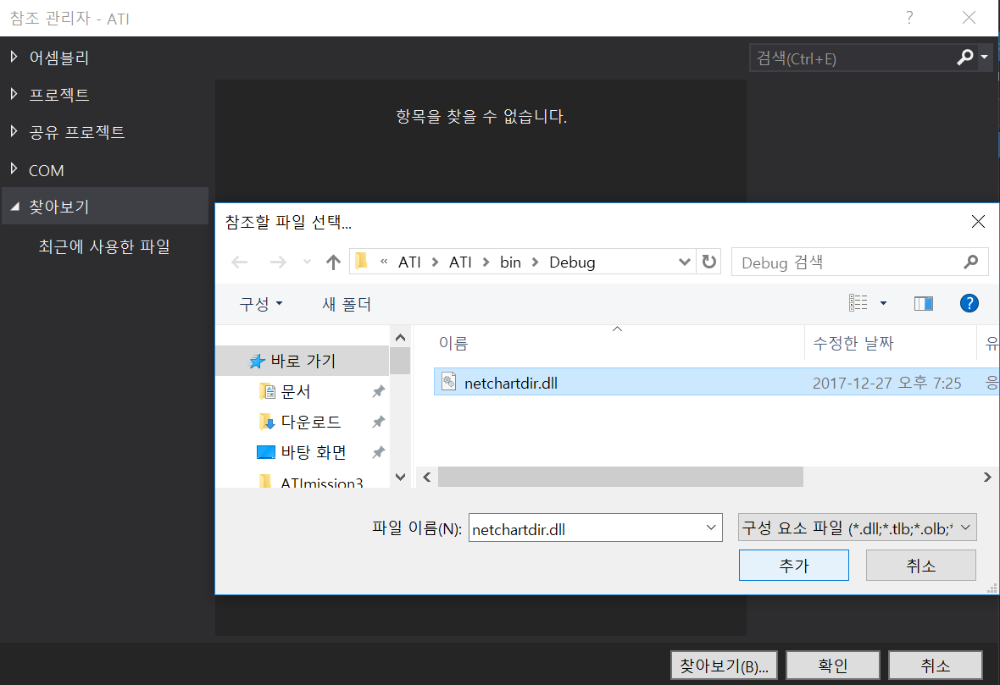 참조 관리자 - ATI
?
어셈블리
검색(Ctrl+E)
프로젝트
항목을 찾을 수 없습니다.
공유 프로젝트
COM
찾아보기
최근에 사용한 파일
참조할 파일 선택...
« ATI > ATI > bin > Debug
Debug 검색
구성
새 폴더
?
이름
수정한 날짜
유
바로 가기
netchartdir.dll
2017-12-27 오후 7:25
응
문서
다운로드
바탕 화면
ATImission3
파일 이름(N):
netchartdir.dll
구성 요소 파일 (*.dll;*.tlb;*.olb;*
추가
취소
찾아보기(B)...
확인
취소